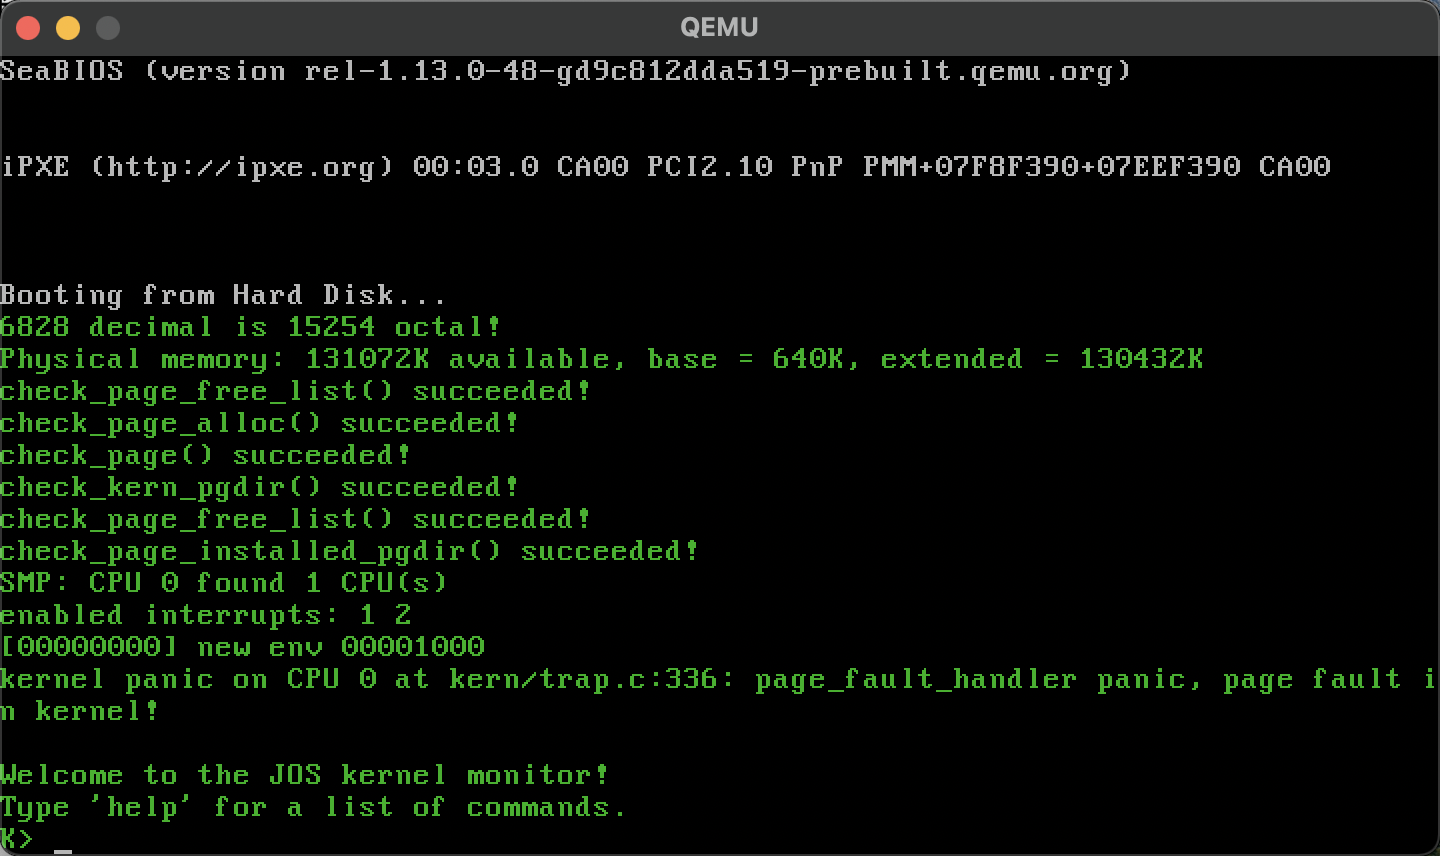 QEMU
SeaBIOS (version rel-1.13.0-48-gd9c812dda519-prebuilt.qemu.org)
iPXE (http://ipxe.org) 00:03.0 CA00 PCI2.10 PnP PMM+07F8F390+07EEF390 CA00
Booting from Hard Disk...
6828 decimal is 15254 octal!
Physical memory: 131072K available, base = 640K, extended = 130432K
check_page_free_list() succeeded!
check_page_alloc() succeeded!
check_page() succeeded!
check_kern_pgdir() succeeded!
check_page_free_list() succeeded!
check_page_installed_pgdir() succeeded!
SMP: CPU 0 found 1 CPU(s)
enabled interrupts: 1 2
[00000000] new env 00001000
kernel panic on CPU 0 at kern/trap.c:336: page_fault_handler panic, page fault i
n kernel!
Welcome to the JOS kernel monitor!
Type 'help' for a list of commands.
K> _